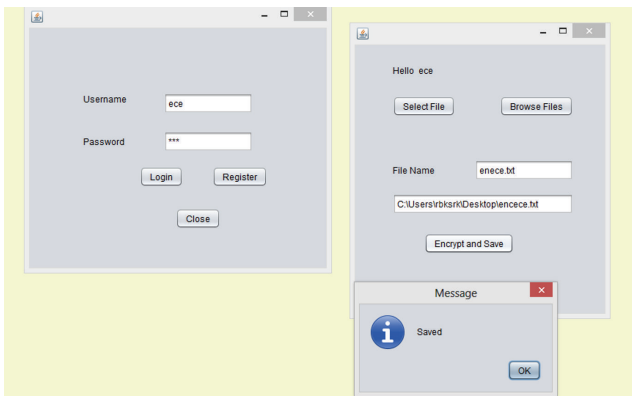 Username
ece
Password
***
Login
Register
Close
Hello ece
Select File
Browse Files
File Name
enece.txt
C:\Users\rbksrk\Desktop\encece.txt
Encrypt and Save
Message
Saved
OK